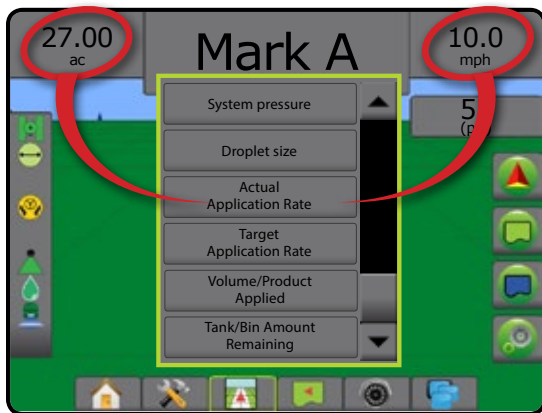 27.00
ac
Mark A
10.0
mph
5
(p
System pressure
Droplet size
Actual
Application Rate
Target
Application Rate
Volume/Product
Applied
Tank/Bin Amount
Remaining